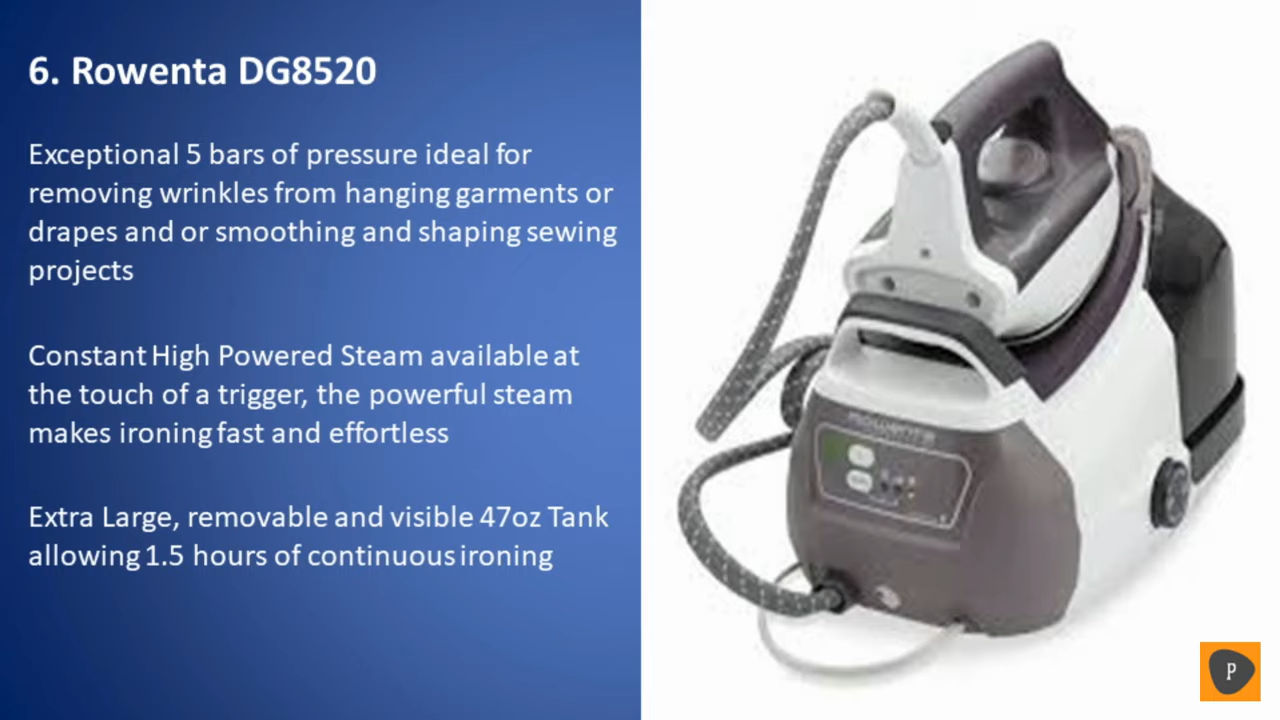 6. Rowenta DG8520
Exceptional 5 bars of pressure ideal for
removing wrinkles from hanging garments or
drapes and or smoothing and shaping sewing
projects
Constant High Powered Steam available at
the touch of a trigger, the powerful steam
makes ironing fast and effortless
Extra Large, removable and visible 47oz Tank
allowing 1.5 hours of continuous ironing
rowenta
P